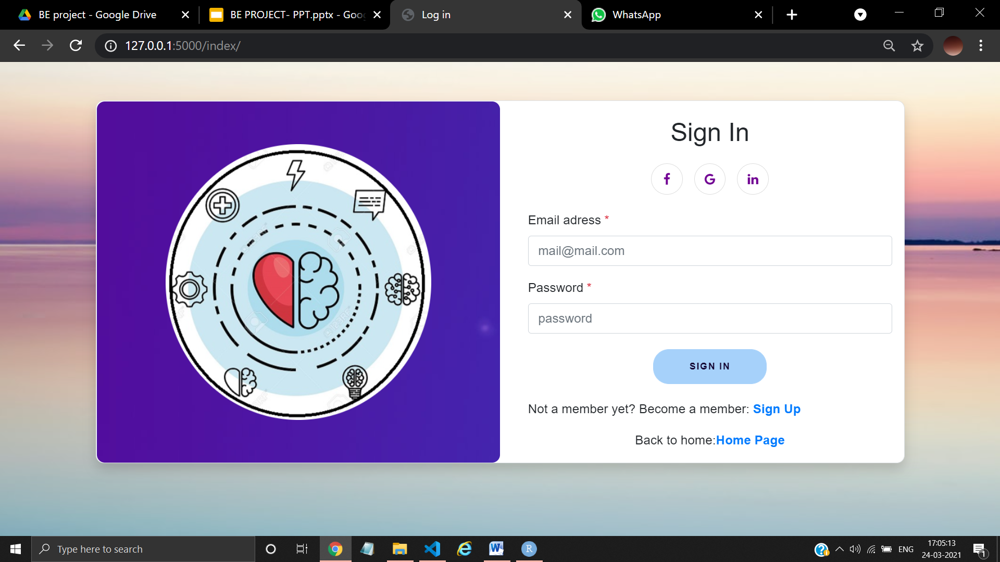 BE project - Google Drive
BE PROJECT- PPT.pptx - Goo
Log in
WhatsApp
127.0.0.1:5000/index/
Sign In
f G in
Email adress *
mail@mail.com
Password *
password
SIGN IN
Not a member yet? Become a member: Sign Up
Back to home:Home Page
Type here to search
R
ENG
17:05:13
24-03-2021
1